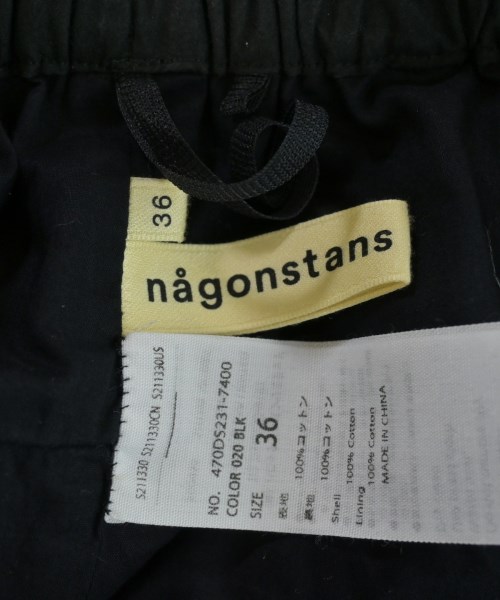 36
någonstans
S211330 S211330CN S211330US
NO. 470DS231-7400
COLOR 020 BLK
SIZE 36
表地 100%コットン
裏地 100%コットン
Shell 100% Cotton
Lining 100% Cotton
MADE IN CHINA